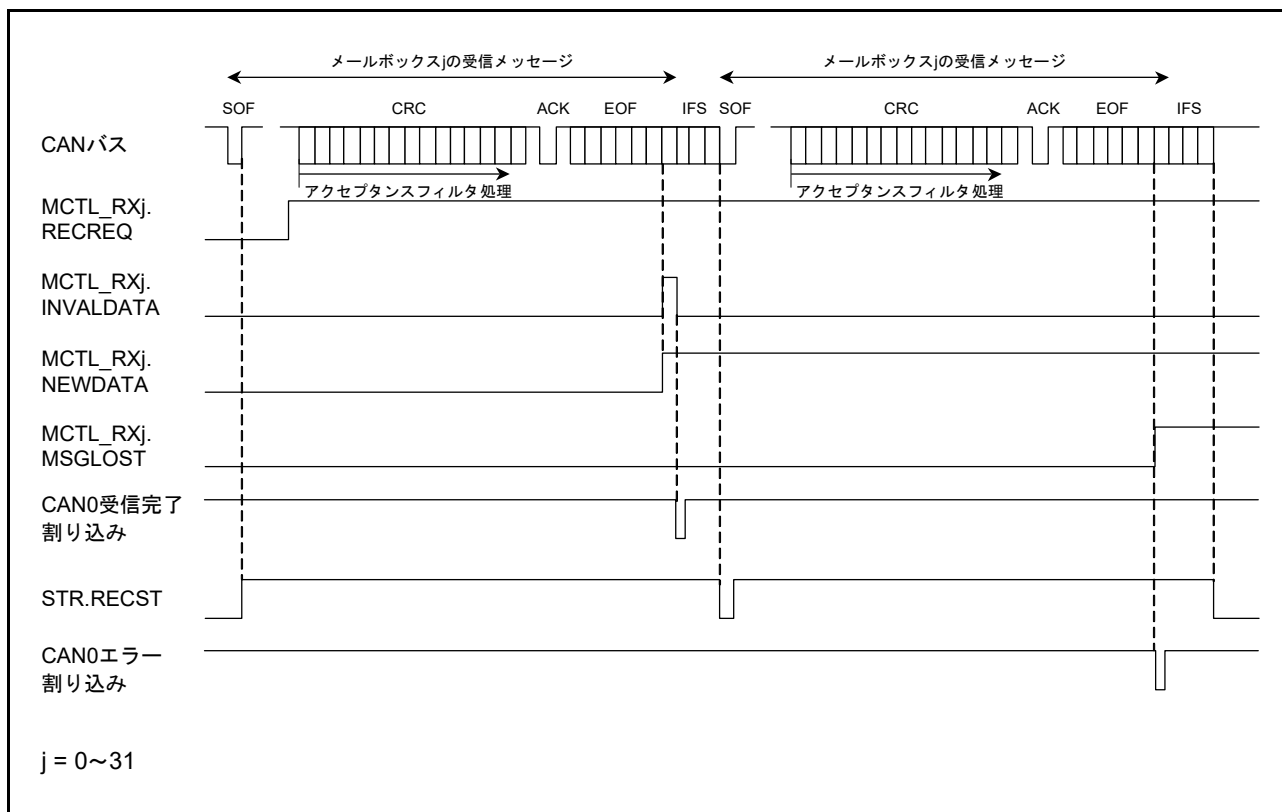 メールボックスjの受信メッセージ メールボックスjの受信メッセージ
SOF CRC ACK EOF IFS SOF CRC ACK EOF IFS
CANバス
アクセプタンスフィルタ処理 アクセプタンスフィルタ処理
MCTL_RXj.
RECREQ
MCTL_RXj.
INVALDATA
MCTL_RXj.
NEWDATA
MCTL_RXj.
MSGLOST
CAN0受信完了
割り込み
STR.RECST
CAN0エラー
割り込み
j = 0～31